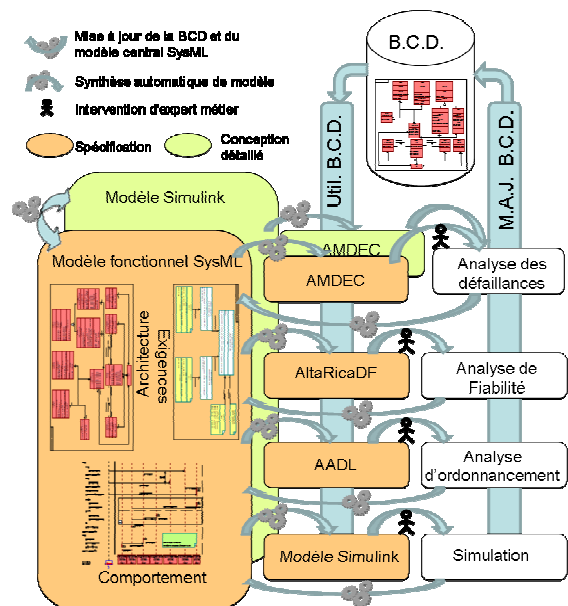 Mise à jour de la BCD et du
modèle central SysML
Synthèse automatique de modèle
Intervention d'expert métier
Spécification
Conception
détaillé
B.C.D.
Util. B.C.D.
M.A.J. B.C.D.
Modèle Simulink
Modèle fonctionnel SysML
Architecture
Exigences
Comportement
AMDEC
AMDEC
Analyse des
défaillances
AltaRicaDF
Analyse de
Fiabilité
AADL
Analyse
d'ordonnancement
Modèle Simulink
Simulation